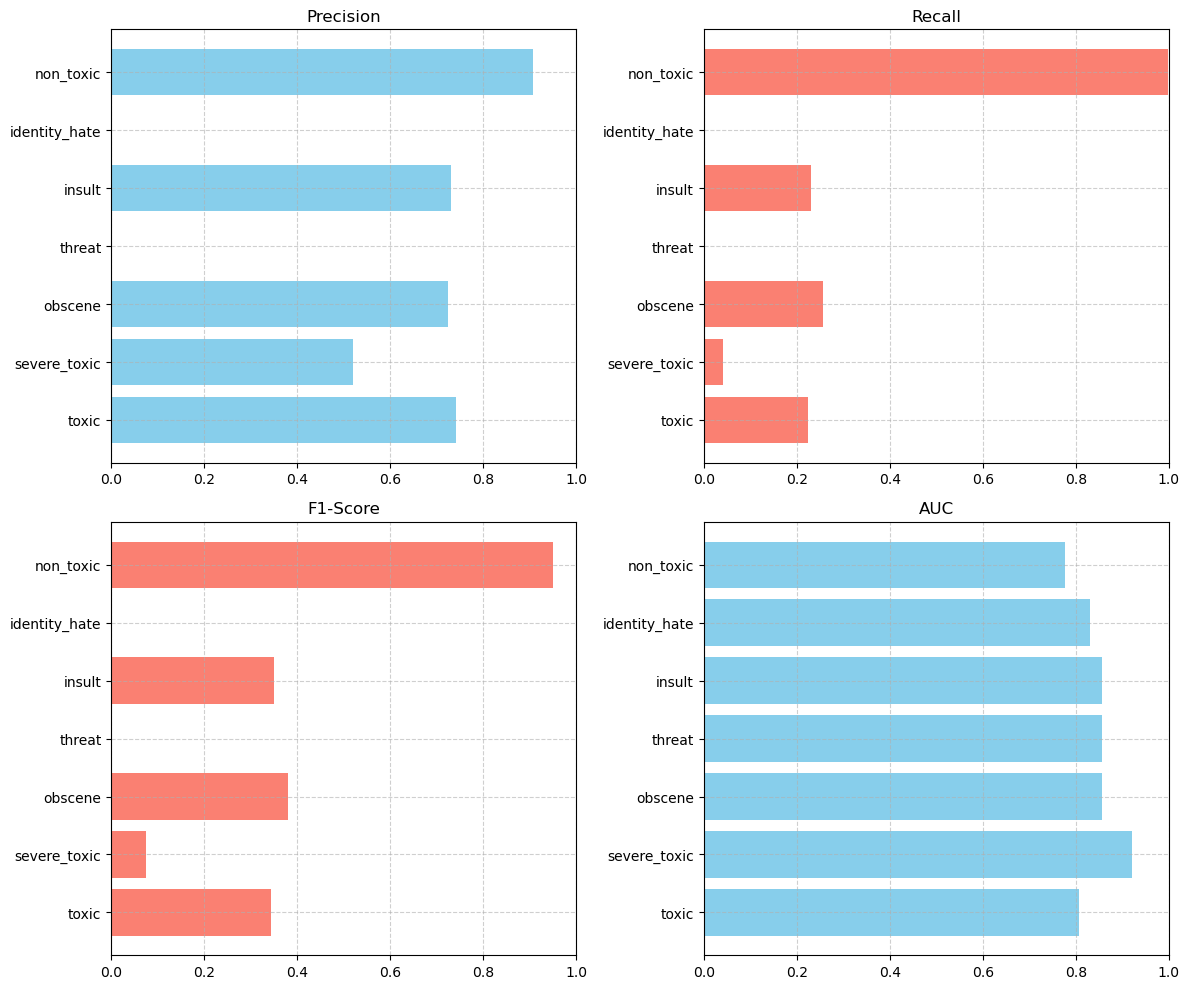 Precision
non_toxic
identity_hate
insult
threat
obscene
severe_toxic
toxic
0.0 0.2 0.4 0.6 0.8 1.0
Recall
non_toxic
identity_hate
insult
threat
obscene
severe_toxic
toxic
0.0 0.2 0.4 0.6 0.8 1.0
F1-Score
non_toxic
identity_hate
insult
threat
obscene
severe_toxic
toxic
0.0 0.2 0.4 0.6 0.8 1.0
AUC
non_toxic
identity_hate
insult
threat
obscene
severe_toxic
toxic
0.0 0.2 0.4 0.6 0.8 1.0